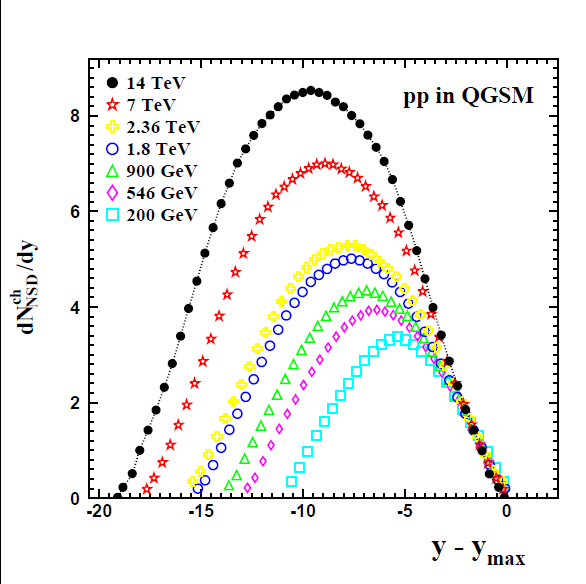 8
6
4
2
0
dN^ch_NSD/dy
14 TeV
7 TeV
2.36 TeV
1.8 TeV
900 GeV
546 GeV
200 GeV
pp in QGSM
-20 -15 -10 -5 0
y - y_max